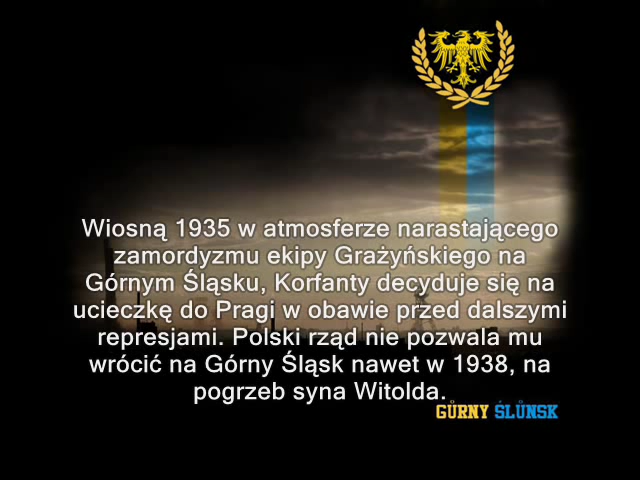 Wiosną 1935 w atmosferze narastającego
zamordyzmu ekipy Grażyńskiego na
Górnym Śląsku, Korfanty decyduje się na
ucieczkę do Pragi w obawie przed dalszymi
represjami. Polski rząd nie pozwala mu
wrócić na Górny Śląsk nawet w 1938, na
pogrzeb syna Witolda.
GŮRNY ŚLŮNSK